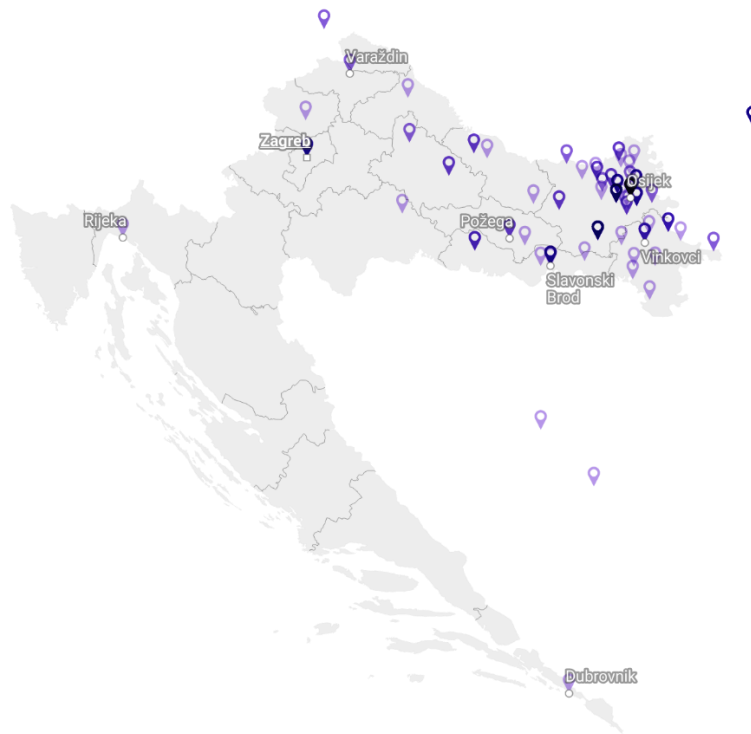 Varaždin
Zagreb
Osijek
Rijeka
Požega
Vinkovci
Slavonski
Brod
Dubrovnik